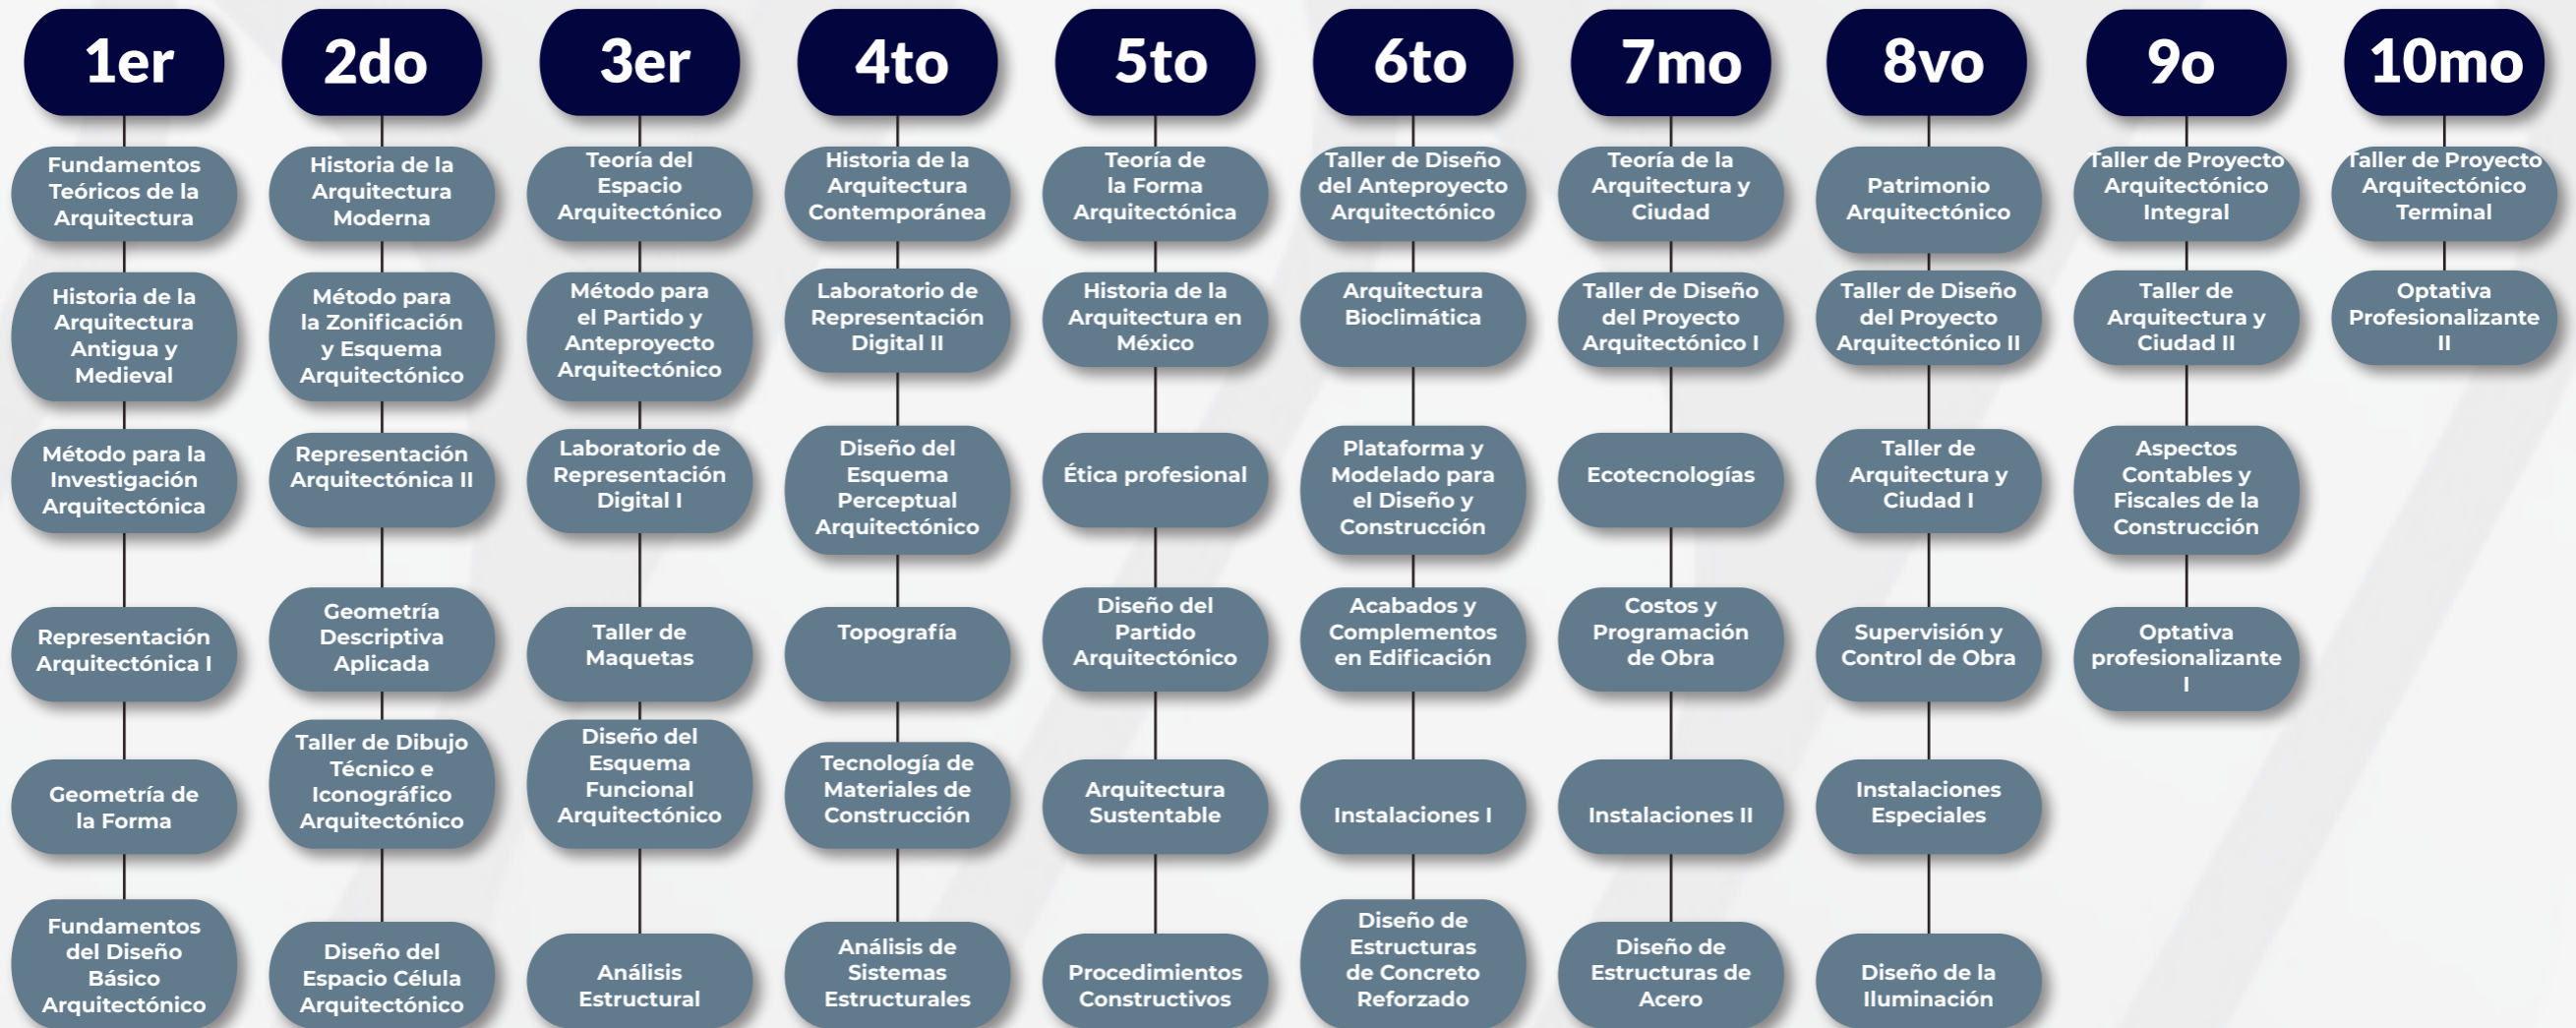 1er
Fundamentos
Teóricos de la
Arquitectura
Historia de la
Arquitectura
Antigua y
Medieval
Método para la
Investigación
Arquitectónica
Representación
Arquitectónica I
Geometría de
la Forma
Fundamentos
del Diseño
Básico
Arquitectónico
2do
Historia de la
Arquitectura
Moderna
Método para
la Zonificación
y Esquema
Arquitectónico
Representación
Arquitectónica II
Geometría
Descriptiva
Aplicada
Taller de Dibujo
Técnico e
Iconográfico
Arquitectónico
Diseño del
Espacio Célula
Arquitectónico
3er
Teoría del
Espacio
Arquitectónico
Método para
el Partido y
Anteproyecto
Arquitectónico
Laboratorio de
Representación
Digital I
Taller de
Maquetas
Diseño del
Esquema
Funcional
Arquitectónico
Análisis
Estructural
4to
Historia de la
Arquitectura
Contemporánea
Laboratorio de
Representación
Digital II
Diseño del
Esquema
Perceptual
Arquitectónico
Topografía
Tecnología de
Materiales de
Construcción
Análisis de
Sistemas
Estructurales
5to
Teoría de
la Forma
Arquitectónica
Historia de la
Arquitectura en
México
Ética profesional
Diseño del
Partido
Arquitectónico
Arquitectura
Sustentable
Procedimientos
Constructivos
6to
Taller de Diseño
del Anteproyecto
Arquitectónico
Arquitectura
Bioclimática
Plataforma y
Modelado para
el Diseño y
Construcción
Acabados y
Complementos
en Edificación
Instalaciones I
Diseño de
Estructuras
de Concreto
Reforzado
7mo
Teoría de la
Arquitectura y
Ciudad
Taller de Diseño
del Proyecto
Arquitectónico I
Ecotecnologías
Costos y
Programación
de Obra
Instalaciones II
Diseño de
Estructuras de
Acero
8vo
Patrimonio
Arquitectónico
Taller de Diseño
del Proyecto
Arquitectónico II
Taller de
Arquitectura y
Ciudad I
Supervisión y
Control de Obra
Instalaciones
Especiales
Diseño de la
Iluminación
9o
Taller de Proyecto
Arquitectónico
Integral
Taller de
Arquitectura y
Ciudad II
Aspectos
Contables y
Fiscales de la
Construcción
Optativa
profesionalizante
I
10mo
Taller de Proyecto
Arquitectónico
Terminal
Optativa
Profesionalizante
II